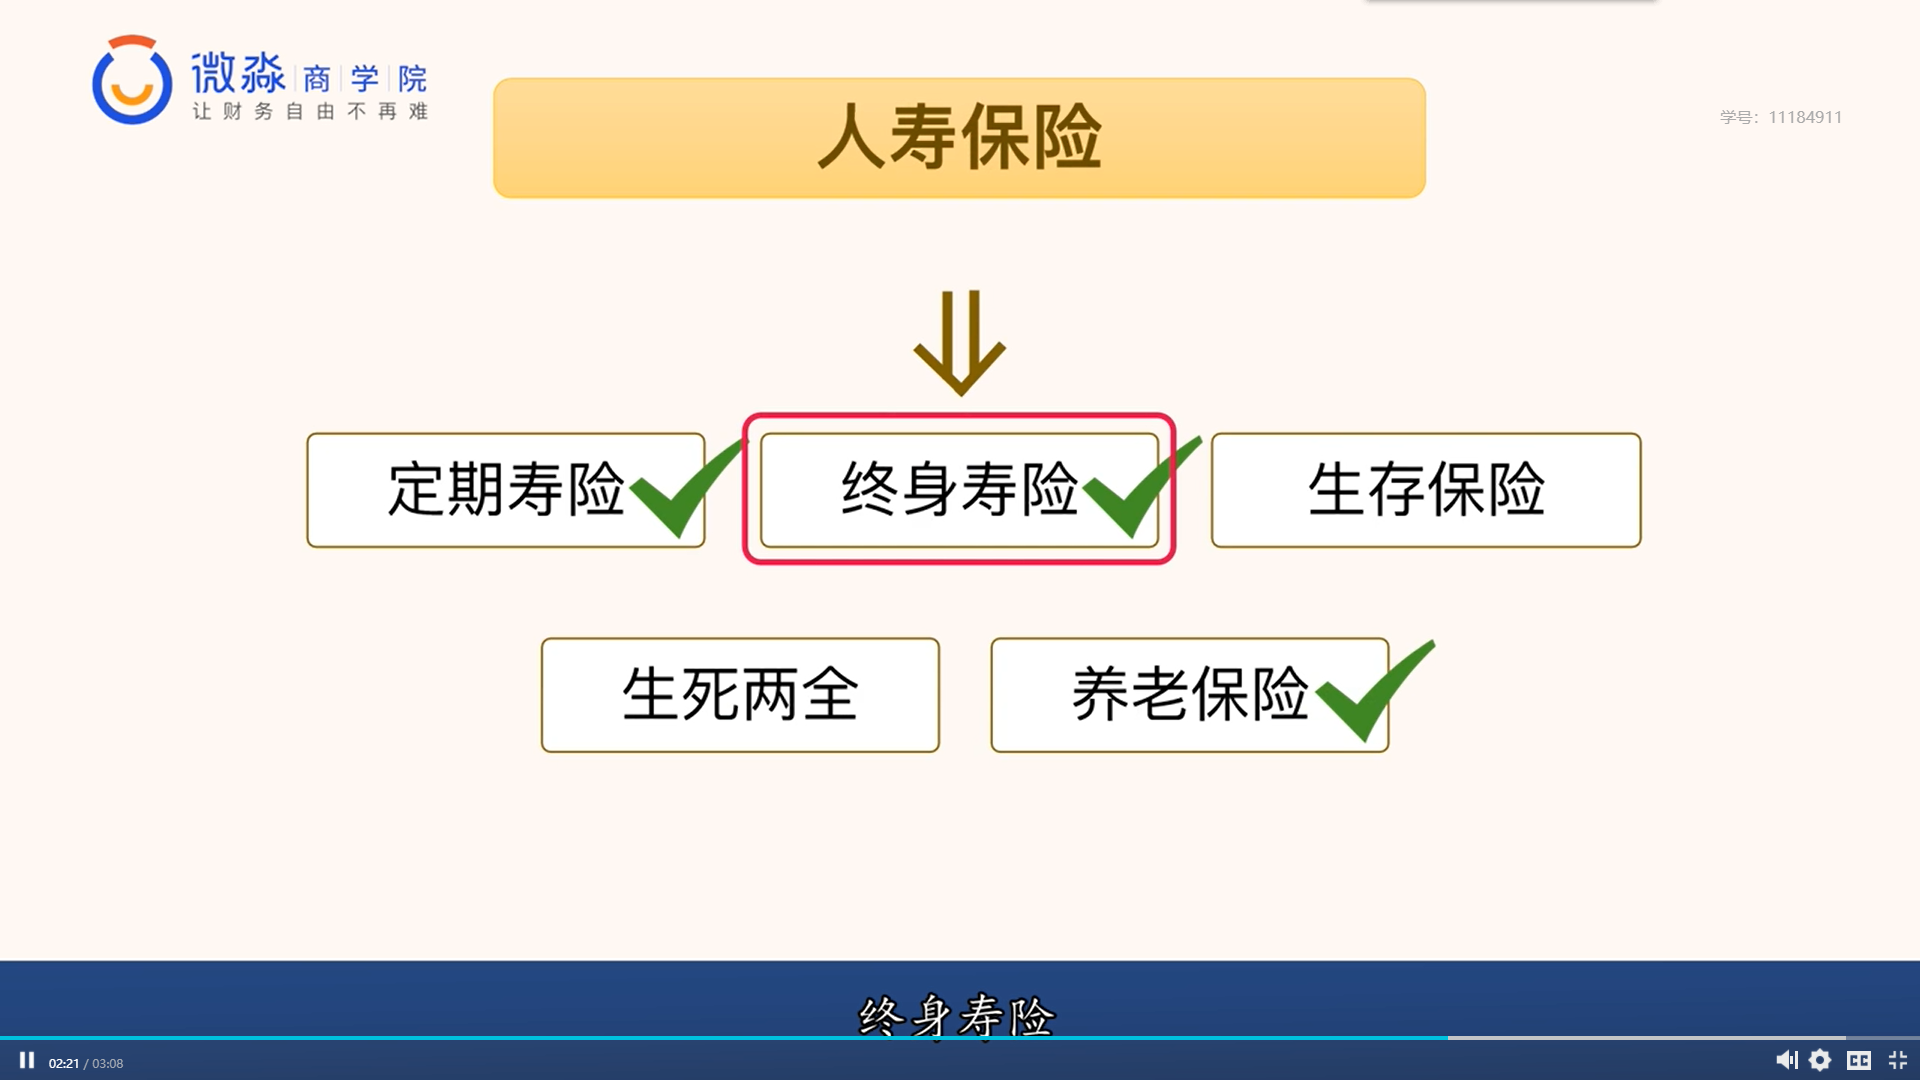 微淼商学院
让财务自由不再难
人寿保险
学号：11184911
定期寿险
终身寿险
生存保险
生死两全
养老保险
终身寿险
02:21 / 03:08
CC